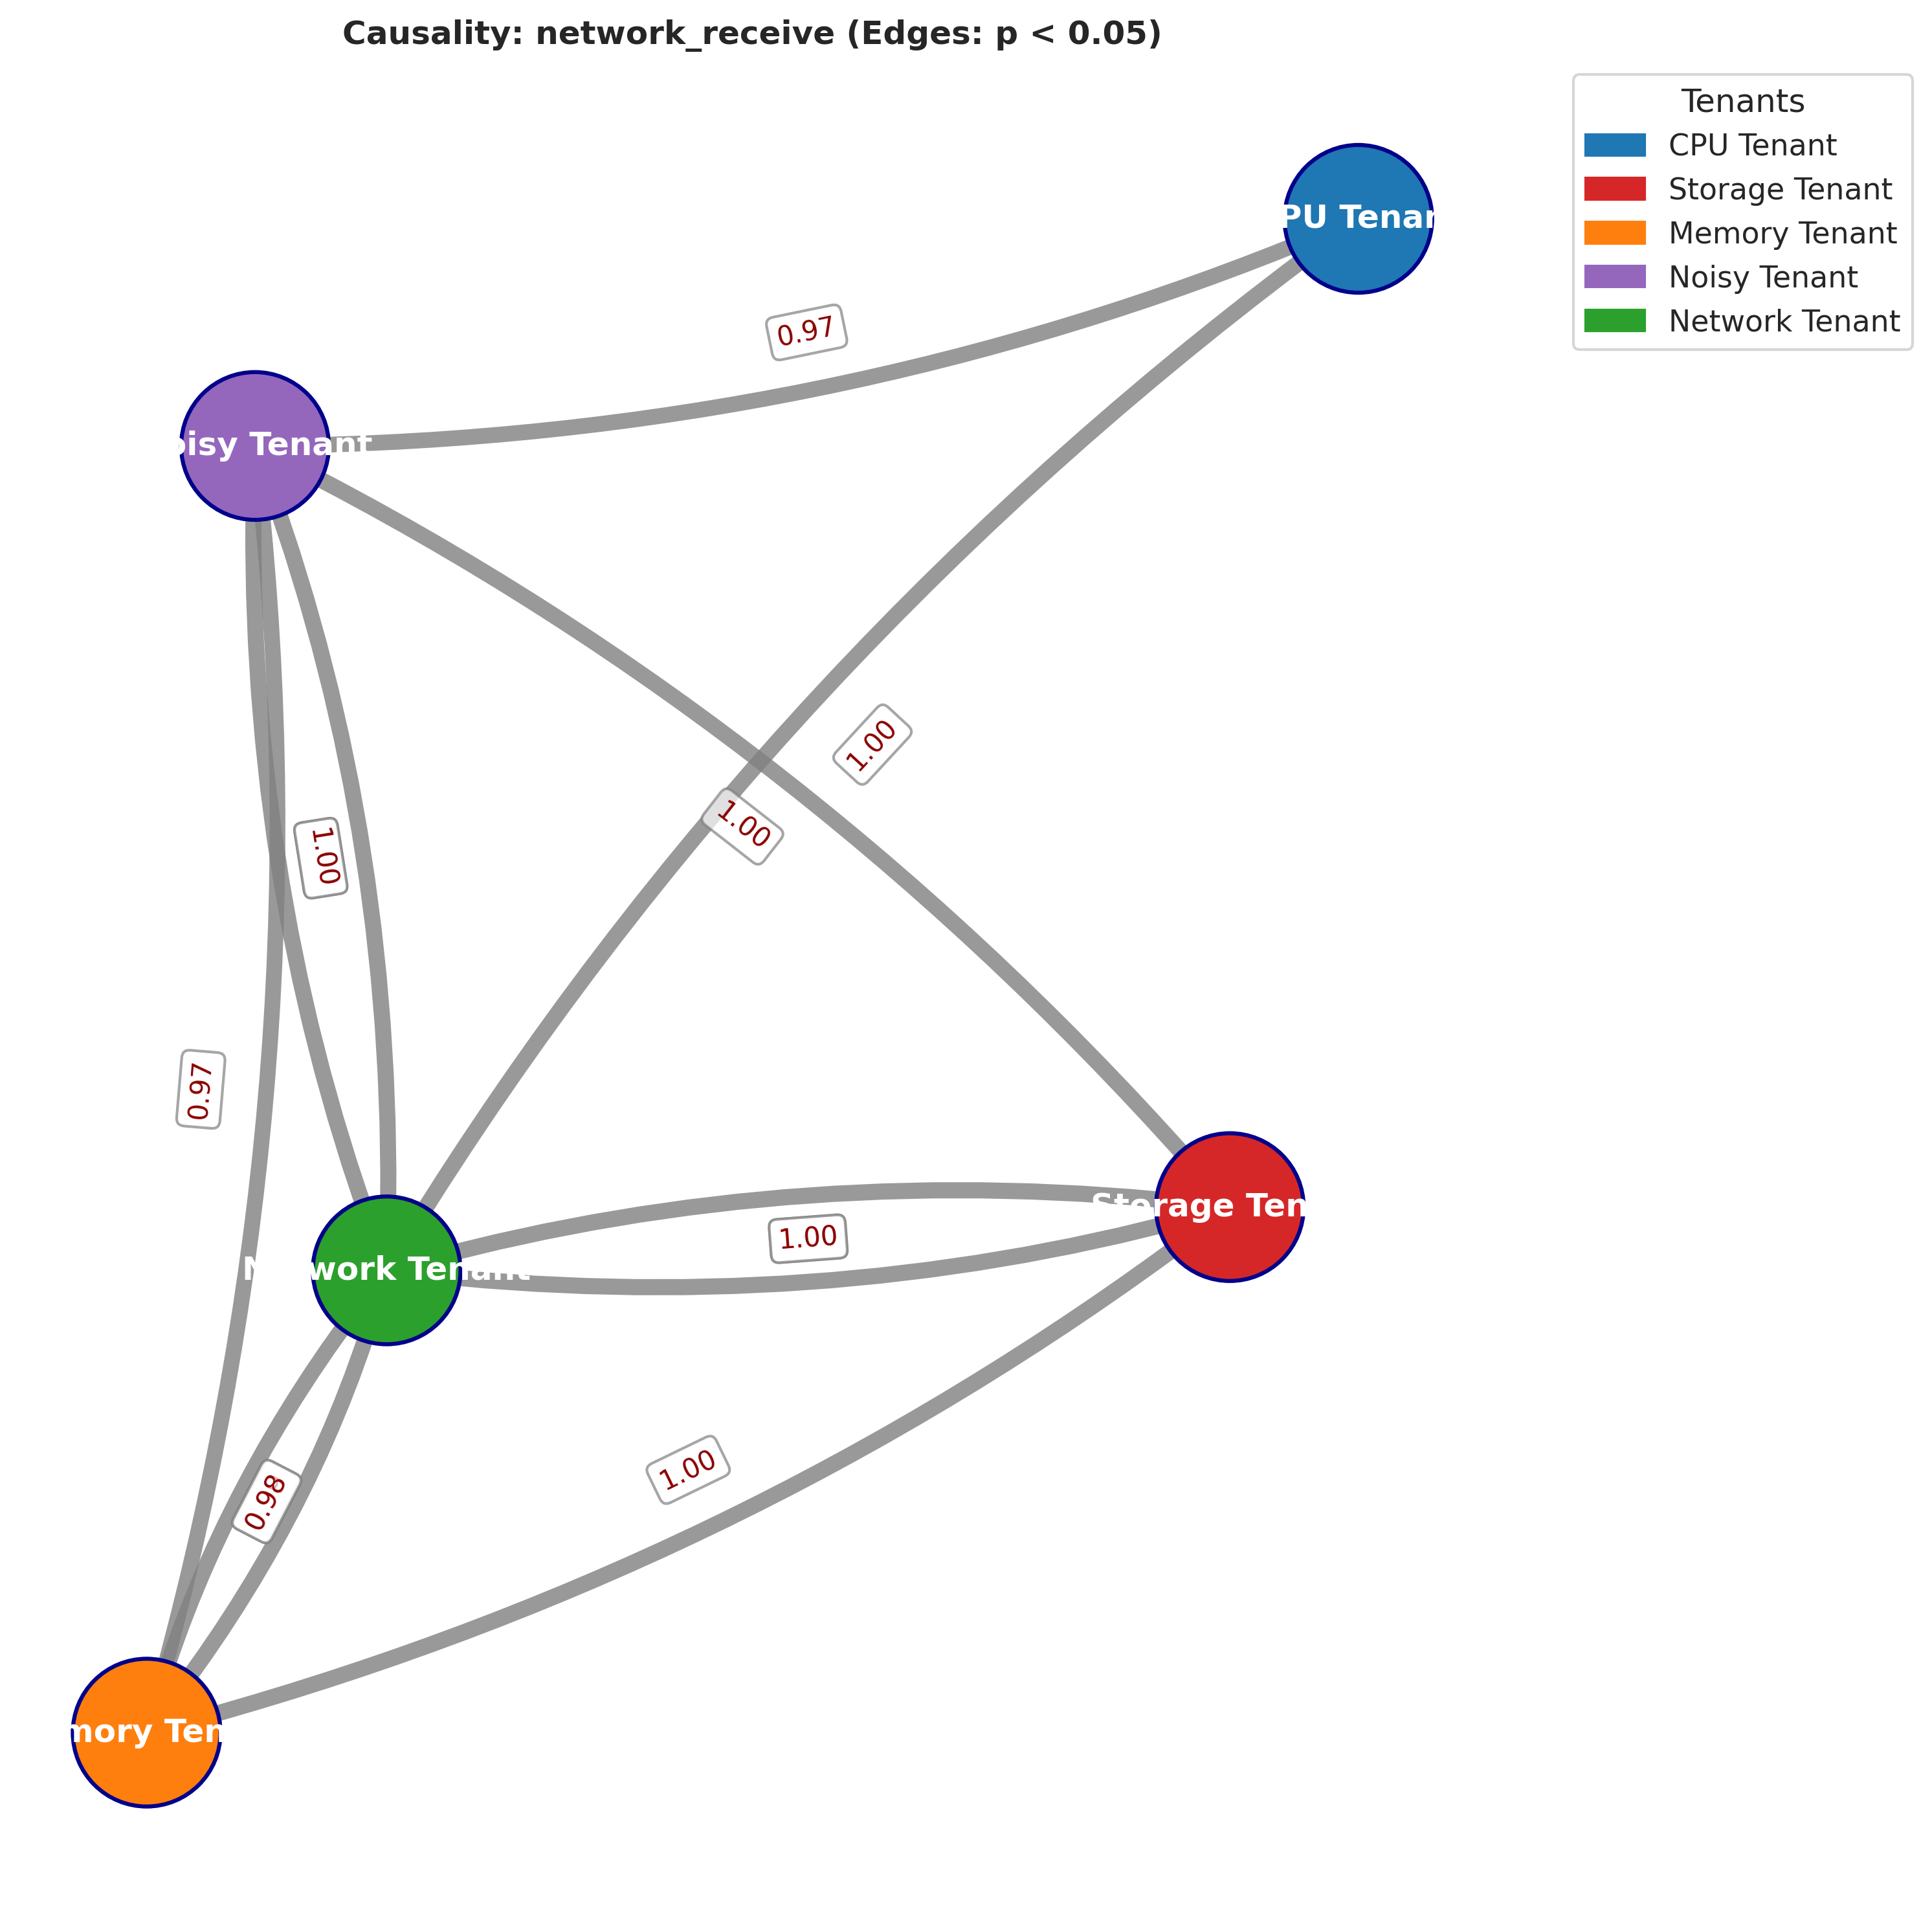 Causality: network_receive (Edges: p < 0.05)
Tenants
CPU Tenant
Storage Tenant
Memory Tenant
Noisy Tenant
Network Tenant
PU Tenan
0.97
oisy Tenant
1.00
1.00
1.00
0.97
Storage Ten
1.00
work Tenant
1.00
0.98
mory Ten